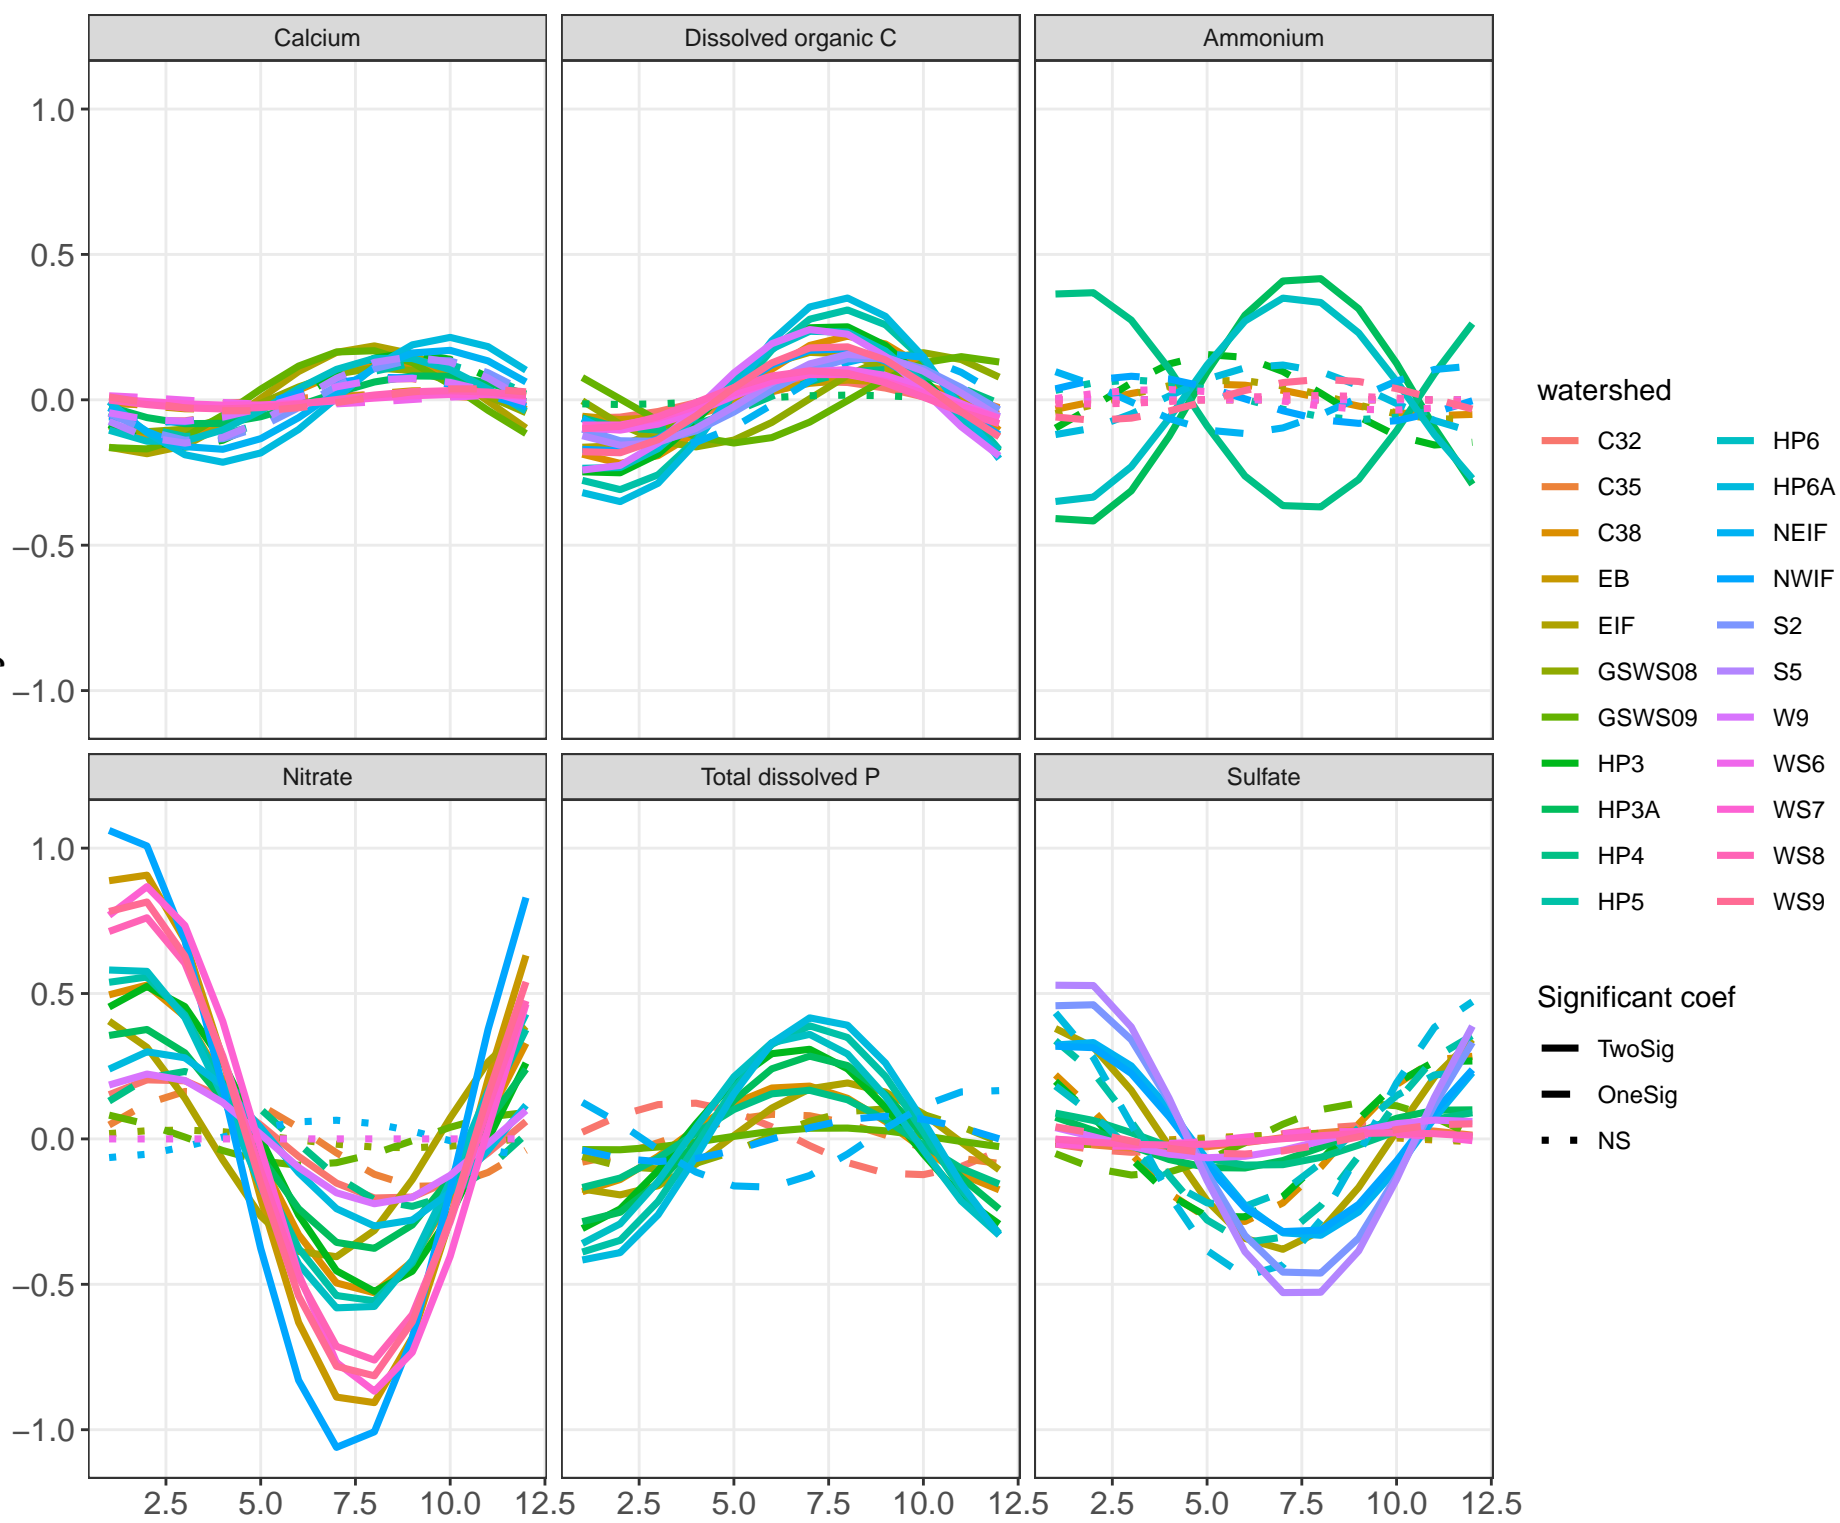 Calcium Dissolved organic C Ammonium
1.0
0.5
0.0
−0.5
−1.0
Nitrate Total dissolved P Sulfate
1.0
0.5
0.0
−0.5
−1.0
2.5 5.0 7.5 10.0 12.5 2.5 5.0 7.5 10.0 12.5 2.5 5.0 7.5 10.0 12.5
watershed
C32 HP6
C35 HP6A
C38 NEIF
EB NWIF
EIF S2
GSWS08 S5
GSWS09 W9
HP3 WS6
HP3A WS7
HP4 WS8
HP5 WS9
Significant coef
TwoSig
OneSig
NS